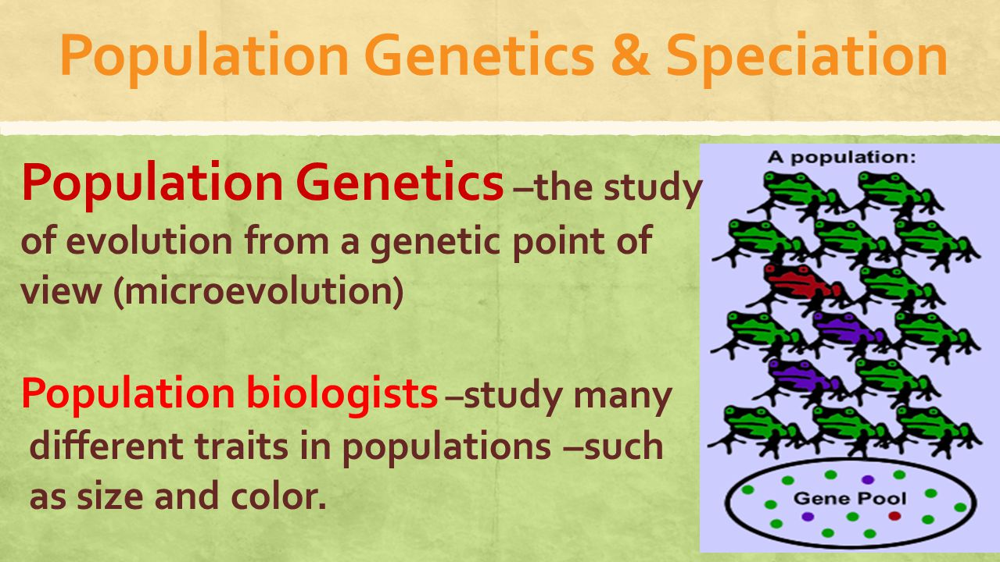 Population Genetics & Speciation
Population Genetics –the study
of evolution from a genetic point of
view (microevolution)
Population biologists –study many
different traits in populations –such
as size and color.
A population:
Gene Pool